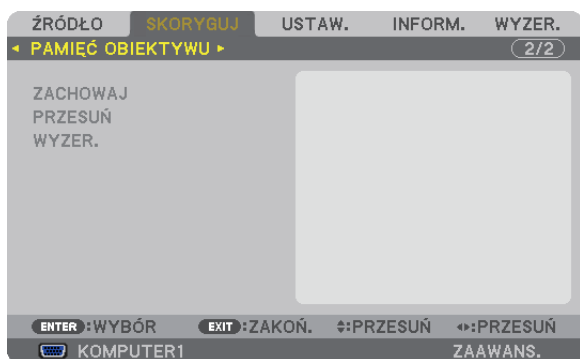 ŹRÓDŁO SKORYGUJ USTAW. INFORM. WYZER.
◂ PAMIĘĆ OBIEKTYWU ▸ 2/2
ZACHOWAJ
PRZESUŃ
WYZER.
ENTER :WYBÓR EXIT :ZAKOŃ. ⬍:PRZESUŃ ⬌:PRZESUŃ
KOMPUTER1 ZAAWANS.